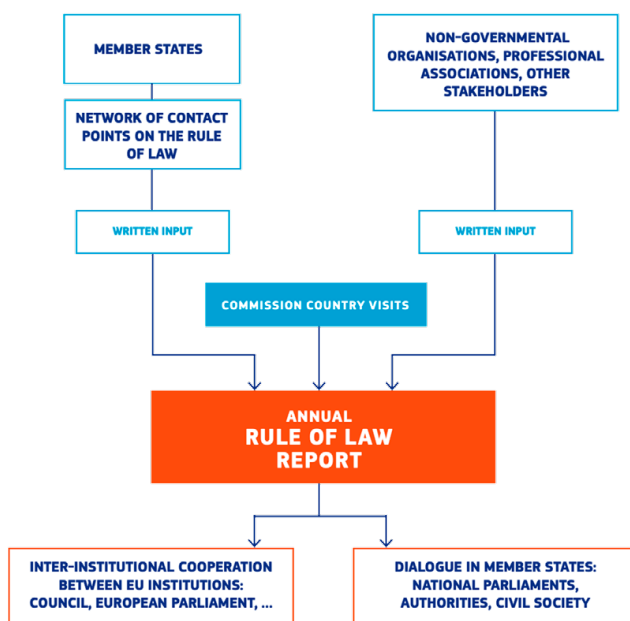 MEMBER STATES
NON-GOVERNMENTAL
ORGANISATIONS, PROFESSIONAL
ASSOCIATIONS, OTHER
STAKEHOLDERS
NETWORK OF CONTACT
POINTS ON THE RULE
OF LAW
WRITTEN INPUT
WRITTEN INPUT
COMMISSION COUNTRY VISITS
ANNUAL
RULE OF LAW
REPORT
INTER-INSTITUTIONAL COOPERATION
BETWEEN EU INSTITUTIONS:
COUNCIL, EUROPEAN PARLIAMENT, ...
DIALOGUE IN MEMBER STATES:
NATIONAL PARLIAMENTS,
AUTHORITIES, CIVIL SOCIETY